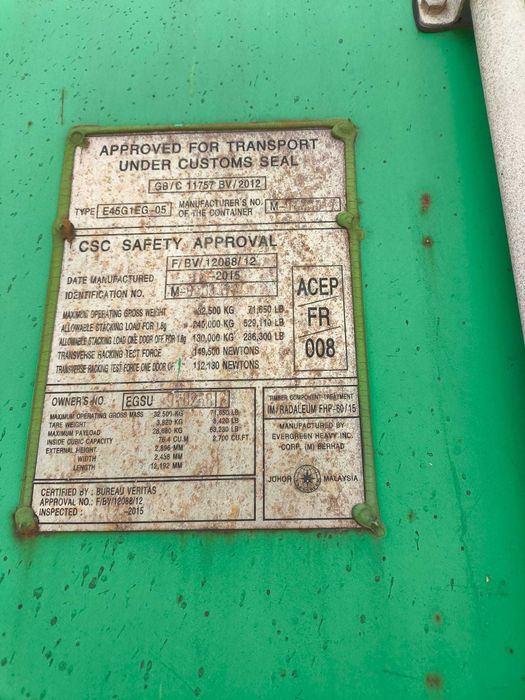 APPROVED FOR TRANSPORT
UNDER CUSTOMS SEAL
GB/C 11757 BV/2012
TYPE E45G1EG-05 MANUFACTURER'S NO. OF THE CONTAINER M-
CSC SAFETY APPROVAL
F/BV/12088/12
DATE MANUFACTURED -2015
IDENTIFICATION NO. M-
MAXIMUM OPERATING GROSS WEIGHT 32,500 KG 71,650 LB
ALLOWABLE STACKING LOAD FOR 1.8g 240,000 KG 529,110 LB
ALLOWABLE STACKING LOAD ONE DOOR OFF FOR 1.8g 130,000 KG 286,300 LB
TRANSVERSE RACKING TEST FORCE NEWTONS
TRANSVERSE RACKING TEST FORCE ONE DOOR OFF NEWTONS
ACEP
FR
008
OWNER'S NO. EGSU
MAXIMUM OPERATING GROSS MASS 32,500 KG 71,650 LB
TARE WEIGHT 3,820 KG 8,420 LB
MAXIMUM PAYLOAD 28,680 KG 63,230 LB
INSIDE CUBIC CAPACITY 76.4 CU.M 2,700 CU.FT.
EXTERNAL HEIGHT 2,896 MM
WIDTH 2,438 MM
LENGTH 12,192 MM
TIMBER COMPONENT TREATMENT
IM/RADALEUM FHP-60/15
MANUFACTURED BY
EVERGREEN HEAVY IND.
CORP. (M) BERHAD
JOHOR MALAYSIA
CERTIFIED BY : BUREAU VERITAS
APPROVAL NO.: F/BV/12088/12
INSPECTED : -2015